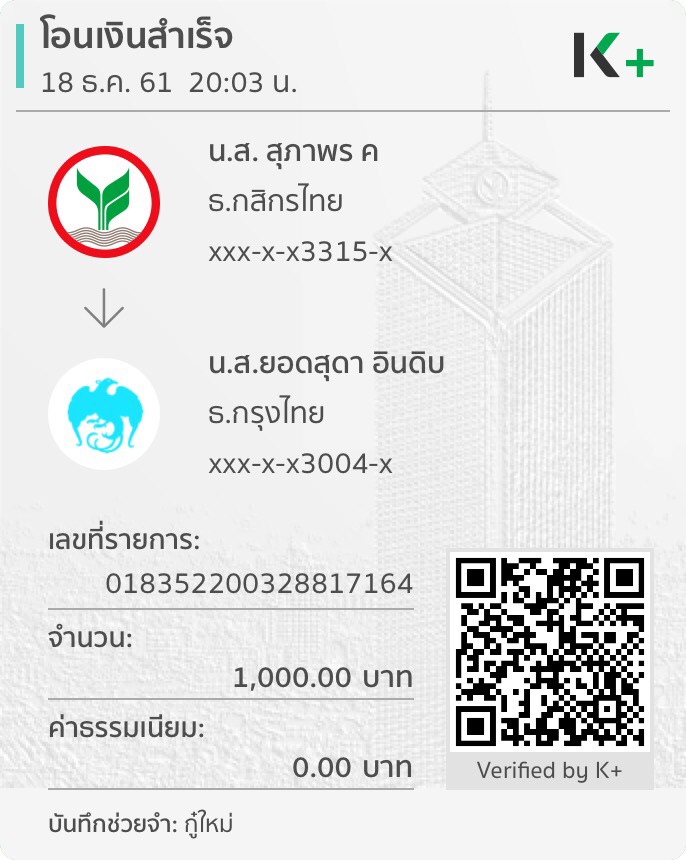 โอนเงินสำเร็จ
18 ธ.ค. 61 20:03 น.
K+
น.ส. สุภาพร ค
ธ.กสิกรไทย
xxx-x-x3315-x
น.ส.ยอดสุดา อินดิบ
ธ.กรุงไทย
xxx-x-x3004-x
เลขที่รายการ:
018352200328817164
จำนวน:
1,000.00 บาท
ค่าธรรมเนียม:
0.00 บาท
Verified by K+
บันทึกช่วยจำ: กู๋ใหม่